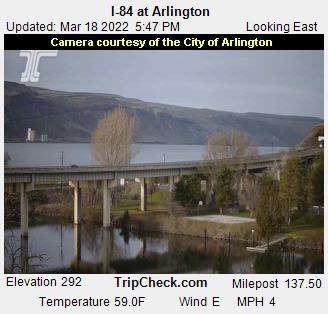 I-84 at Arlington
Updated: Mar 18 2022 5:47 PM Looking East
Camera courtesy of the City of Arlington
Elevation 292 TripCheck.com Milepost 137.50
Temperature 59.0F Wind E MPH 4